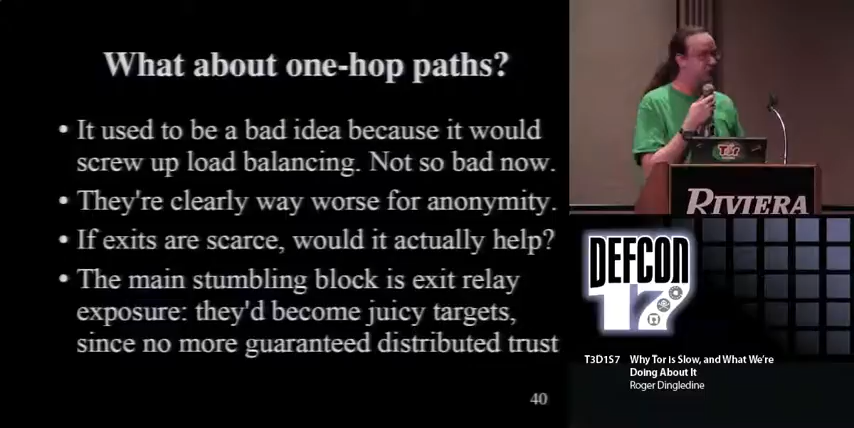 What about one-hop paths?
• It used to be a bad idea because it would
screw up load balancing. Not so bad now.
• They're clearly way worse for anonymity.
• If exits are scarce, would it actually help?
• The main stumbling block is exit relay
exposure: they'd become juicy targets,
since no more guaranteed distributed trust
40
RIVIERA
DEFCON
17
T3D1S7 Why Tor is Slow, and What We're
Doing About It
Roger Dingledine